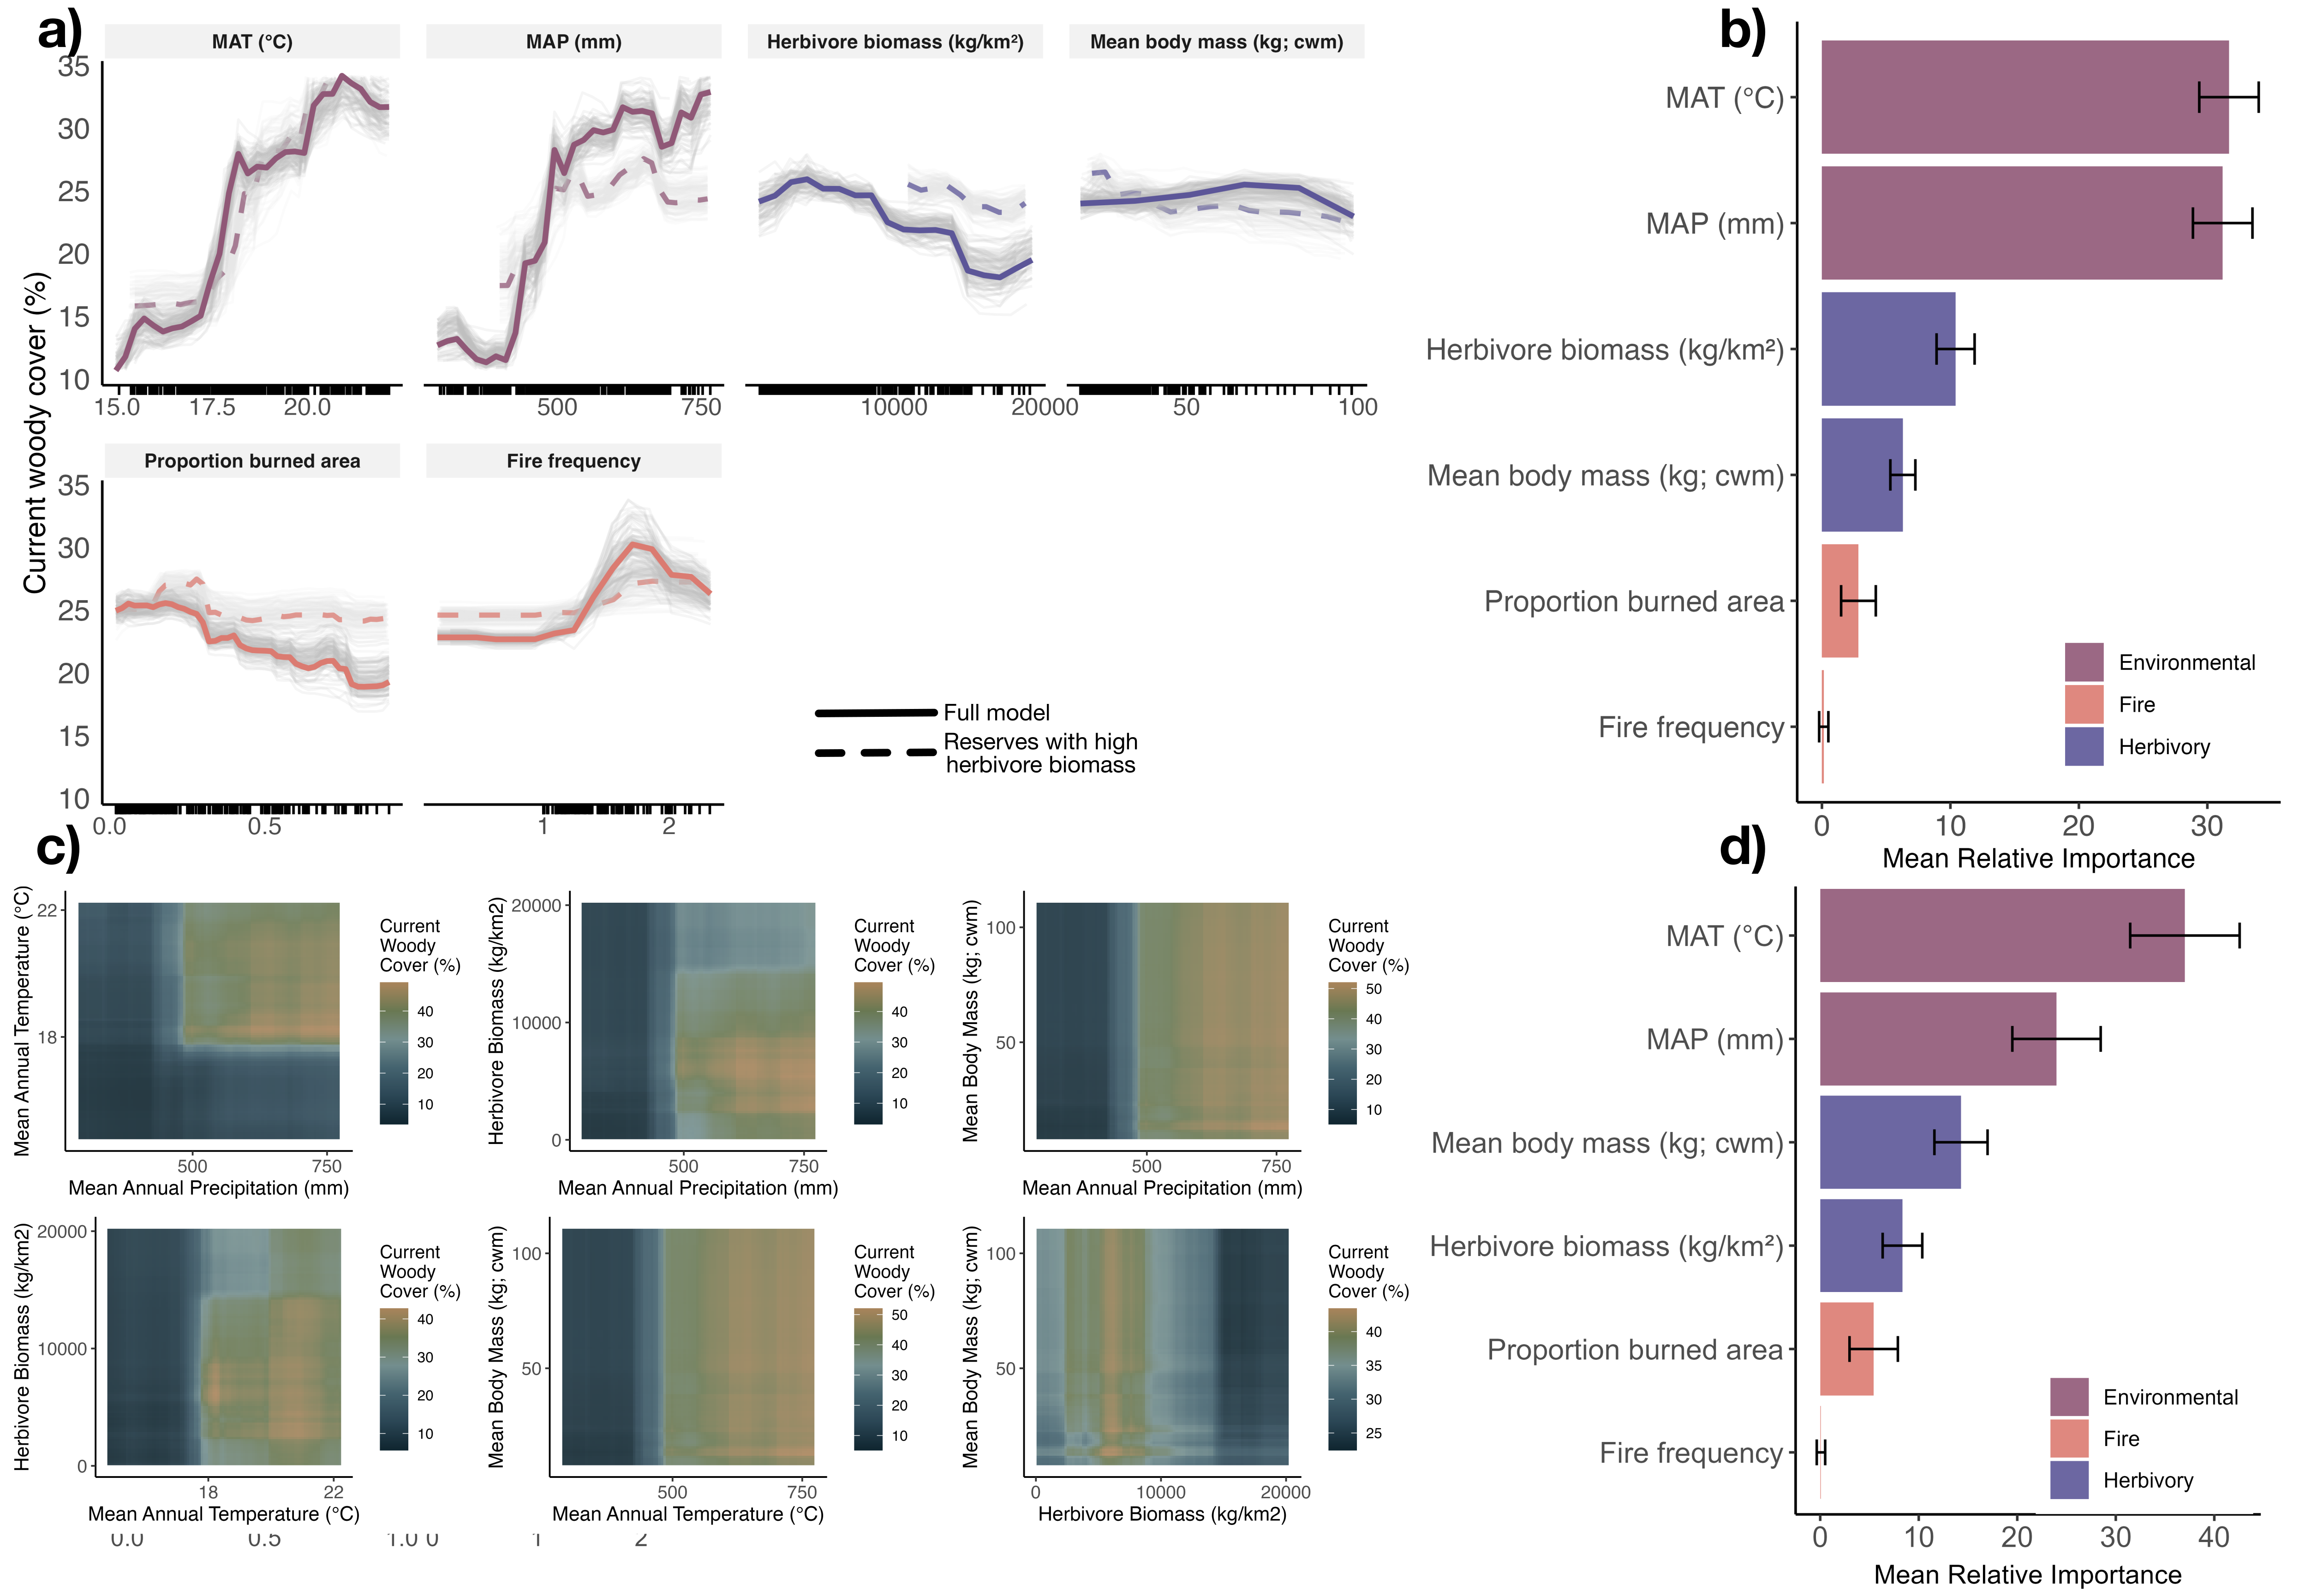 a)
MAT (°C)
MAP (mm)
Herbivore biomass (kg/km²)
Mean body mass (kg; cwm)
Current woody cover (%)
35
30
25
20
15
10
15.0
17.5
20.0
500
750
10000
20000
50
100
Proportion burned area
Fire frequency
35
30
25
20
15
10
0.0
0.5
1
2
Full model
Reserves with high
herbivore biomass
b)
MAT (°C)
MAP (mm)
Herbivore biomass (kg/km²)
Mean body mass (kg; cwm)
Proportion burned area
Fire frequency
Environmental
Fire
Herbivory
0
10
20
30
Mean Relative Importance
c)
Mean Annual Temperature (°C)
22
18
500
750
Mean Annual Precipitation (mm)
Current
Woody
Cover (%)
40
30
20
10
Herbivore Biomass (kg/km2)
20000
10000
0
500
750
Mean Annual Precipitation (mm)
Current
Woody
Cover (%)
40
30
20
10
Mean Body Mass (kg; cwm)
100
50
500
750
Mean Annual Precipitation (mm)
Current
Woody
Cover (%)
50
40
30
20
10
Herbivore Biomass (kg/km2)
20000
10000
0
18
22
Mean Annual Temperature (°C)
Current
Woody
Cover (%)
40
30
20
10
Mean Body Mass (kg; cwm)
100
50
500
750
Mean Annual Temperature (°C)
Current
Woody
Cover (%)
50
40
30
20
10
Mean Body Mass (kg; cwm)
100
50
0
10000
20000
Herbivore Biomass (kg/km2)
Current
Woody
Cover (%)
40
35
30
25
0.0
0.5
1.0 0
1
2
d)
MAT (°C)
MAP (mm)
Mean body mass (kg; cwm)
Herbivore biomass (kg/km²)
Proportion burned area
Fire frequency
Environmental
Fire
Herbivory
0
10
20
30
40
Mean Relative Importance